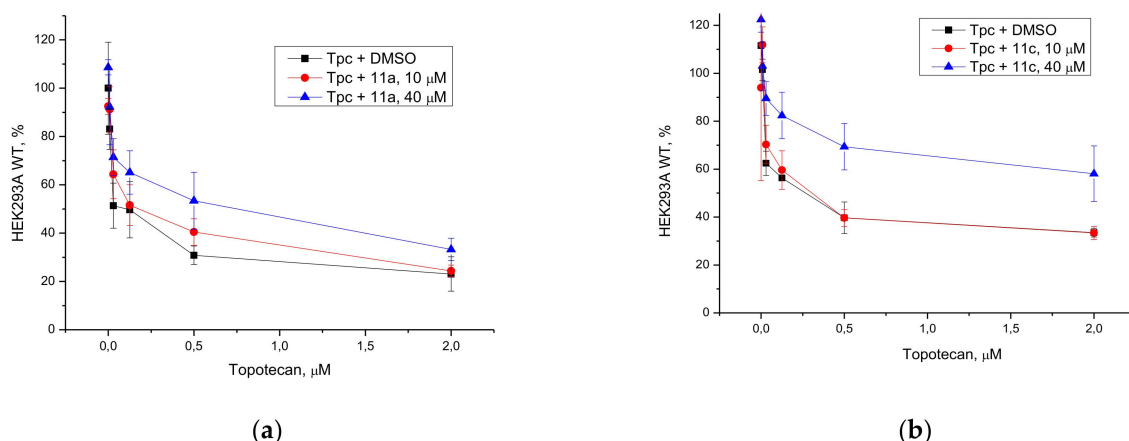 120
100
80
60
40
20
0
HEK293A WT, %
Tpc + DMSO
Tpc + 11a, 10 μM
Tpc + 11a, 40 μM
0,0
0,5
1,0
1,5
2,0
Topotecan, μM
(a)
120
100
80
60
40
20
0
HEK293A WT, %
Tpc + DMSO
Tpc + 11c, 10 μM
Tpc + 11c, 40 μM
0,0
0,5
1,0
1,5
2,0
Topotecan, μM
(b)